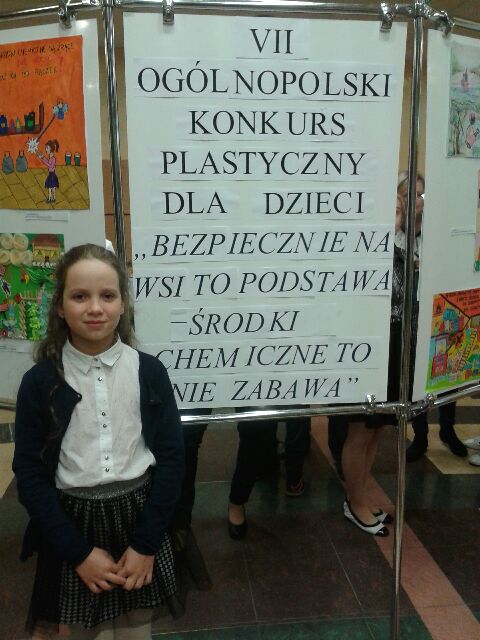 VII
OGÓLNOPOLSKI
KONKURS
PLASTYCZNY
DLA DZIECI
„BEZPIECZNIE NA
WSI TO PODSTAWA
–ŚRODKI
CHEMICZNE TO
NIE ZABAWA”